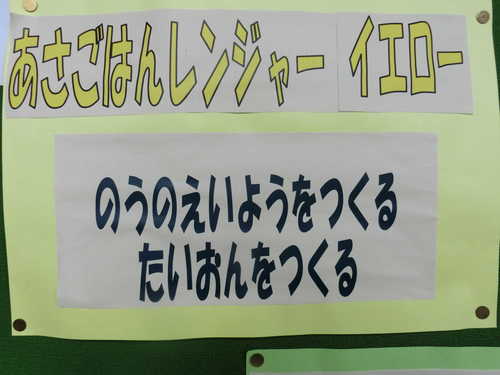 あさごはんレンジャー イエロー
のうのえいようをつくる
たいおんをつくる